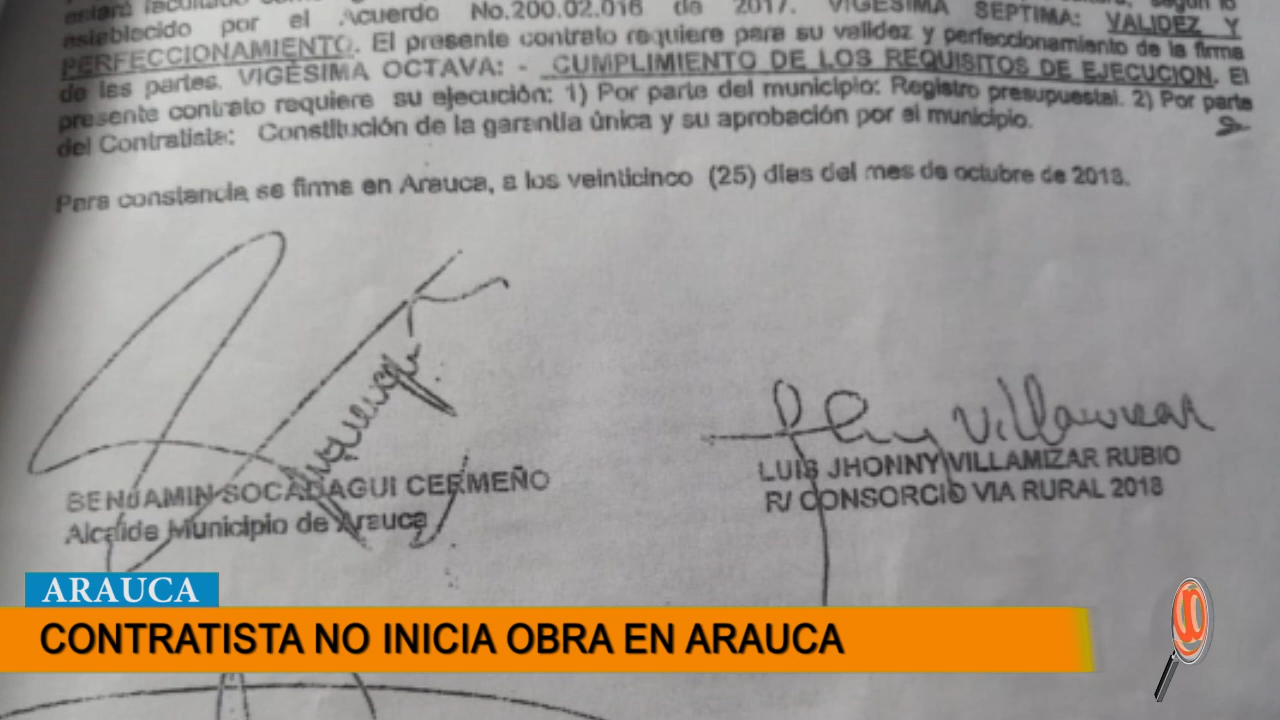 establecido por el Acuerdo No.200.02.016 de 2017. VIGÉSIMA SEPTIMA: VALIDEZ Y
PERFECCIONAMIENTO. El presente contrato requiere para su validez y perfeccionamiento de la firma
de las partes. VIGÉSIMA OCTAVA: - CUMPLIMIENTO DE LOS REQUISITOS DE EJECUCION. El
presente contrato requiere su ejecución: 1) Por parte del municipio: Registro presupuestal. 2) Por parte
del Contratista: Constitución de la garantía única y su aprobación por el municipio.
Para constancia se firma en Arauca, a los veinticinco (25) días del mes de octubre de 2018.
BENJAMIN SOCADAGUI CERMEÑO
Alcalde Municipio de Arauca
Jhony Villamizar
LUIS JHONNY VILLAMIZAR RUBIO
R/ CONSORCIO VIA RURAL 2018
ARAUCA
CONTRATISTA NO INICIA OBRA EN ARAUCA